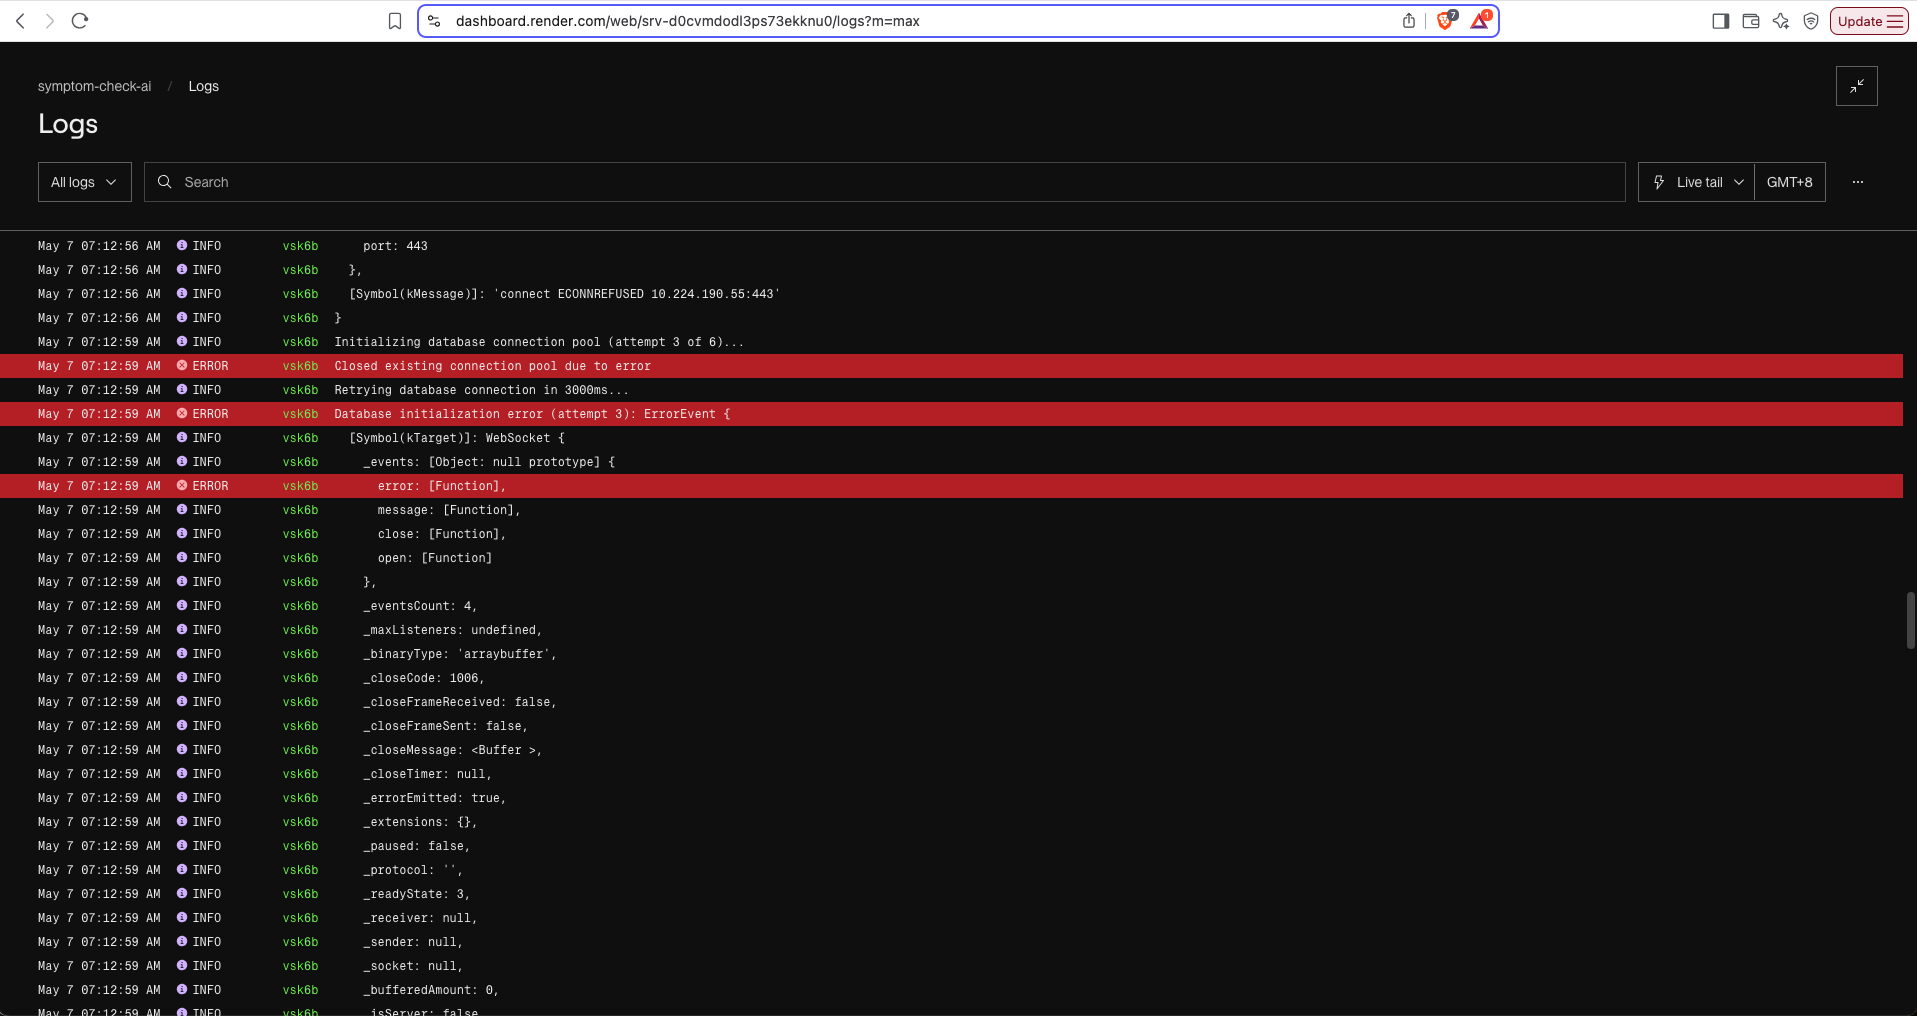 dashboard.render.com/web/srv-d0cvmdodl3ps73ekknu0/logs?m=max
7
1
Update
symptom-check-ai / Logs
Logs
All logs
Search
Live tail
GMT+8
...
May 7 07:12:56 AM INFO vsk6b port: 443
May 7 07:12:56 AM INFO vsk6b },
May 7 07:12:56 AM INFO vsk6b [Symbol(kMessage)]: 'connect ECONNREFUSED 10.224.190.55:443'
May 7 07:12:56 AM INFO vsk6b }
May 7 07:12:59 AM INFO vsk6b Initializing database connection pool (attempt 3 of 6)...
May 7 07:12:59 AM ERROR vsk6b Closed existing connection pool due to error
May 7 07:12:59 AM INFO vsk6b Retrying database connection in 3000ms...
May 7 07:12:59 AM ERROR vsk6b Database initialization error (attempt 3): ErrorEvent {
May 7 07:12:59 AM INFO vsk6b [Symbol(kTarget)]: WebSocket {
May 7 07:12:59 AM INFO vsk6b _events: [Object: null prototype] {
May 7 07:12:59 AM ERROR vsk6b error: [Function],
May 7 07:12:59 AM INFO vsk6b message: [Function],
May 7 07:12:59 AM INFO vsk6b close: [Function],
May 7 07:12:59 AM INFO vsk6b open: [Function]
May 7 07:12:59 AM INFO vsk6b },
May 7 07:12:59 AM INFO vsk6b _eventsCount: 4,
May 7 07:12:59 AM INFO vsk6b _maxListeners: undefined,
May 7 07:12:59 AM INFO vsk6b _binaryType: 'arraybuffer',
May 7 07:12:59 AM INFO vsk6b _closeCode: 1006,
May 7 07:12:59 AM INFO vsk6b _closeFrameReceived: false,
May 7 07:12:59 AM INFO vsk6b _closeFrameSent: false,
May 7 07:12:59 AM INFO vsk6b _closeMessage: <Buffer >,
May 7 07:12:59 AM INFO vsk6b _closeTimer: null,
May 7 07:12:59 AM INFO vsk6b _errorEmitted: true,
May 7 07:12:59 AM INFO vsk6b _extensions: {},
May 7 07:12:59 AM INFO vsk6b _paused: false,
May 7 07:12:59 AM INFO vsk6b _protocol: '',
May 7 07:12:59 AM INFO vsk6b _readyState: 3,
May 7 07:12:59 AM INFO vsk6b _receiver: null,
May 7 07:12:59 AM INFO vsk6b _sender: null,
May 7 07:12:59 AM INFO vsk6b _socket: null,
May 7 07:12:59 AM INFO vsk6b _bufferedAmount: 0,
May 7 07:12:59 AM INFO vsk6b _isServer: false